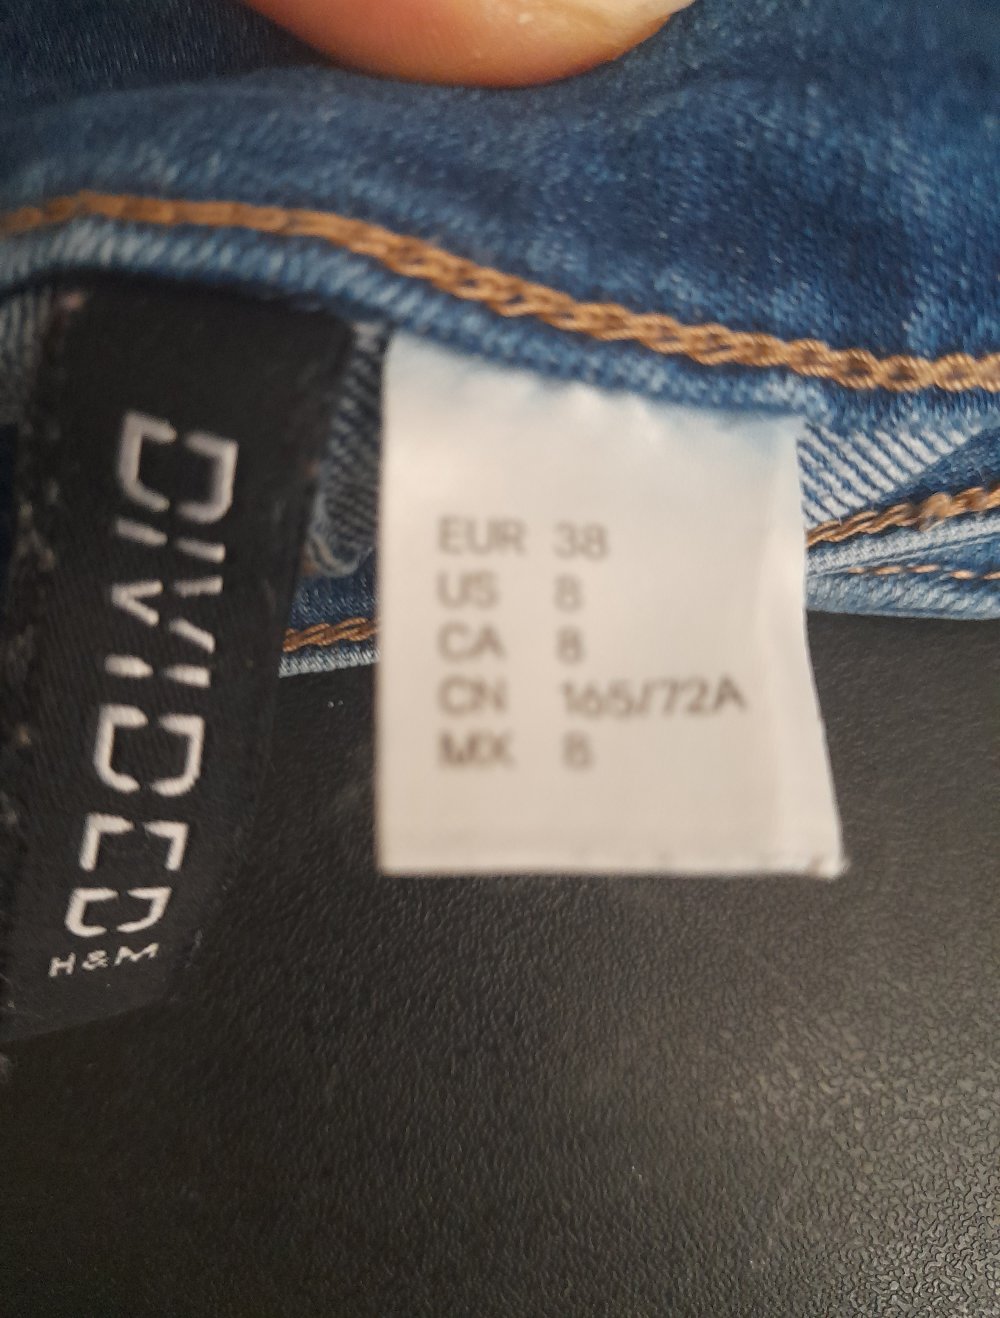 DIVIDED
H&M
EUR 38
US 8
CA 8
CN 165/72A
MX 8